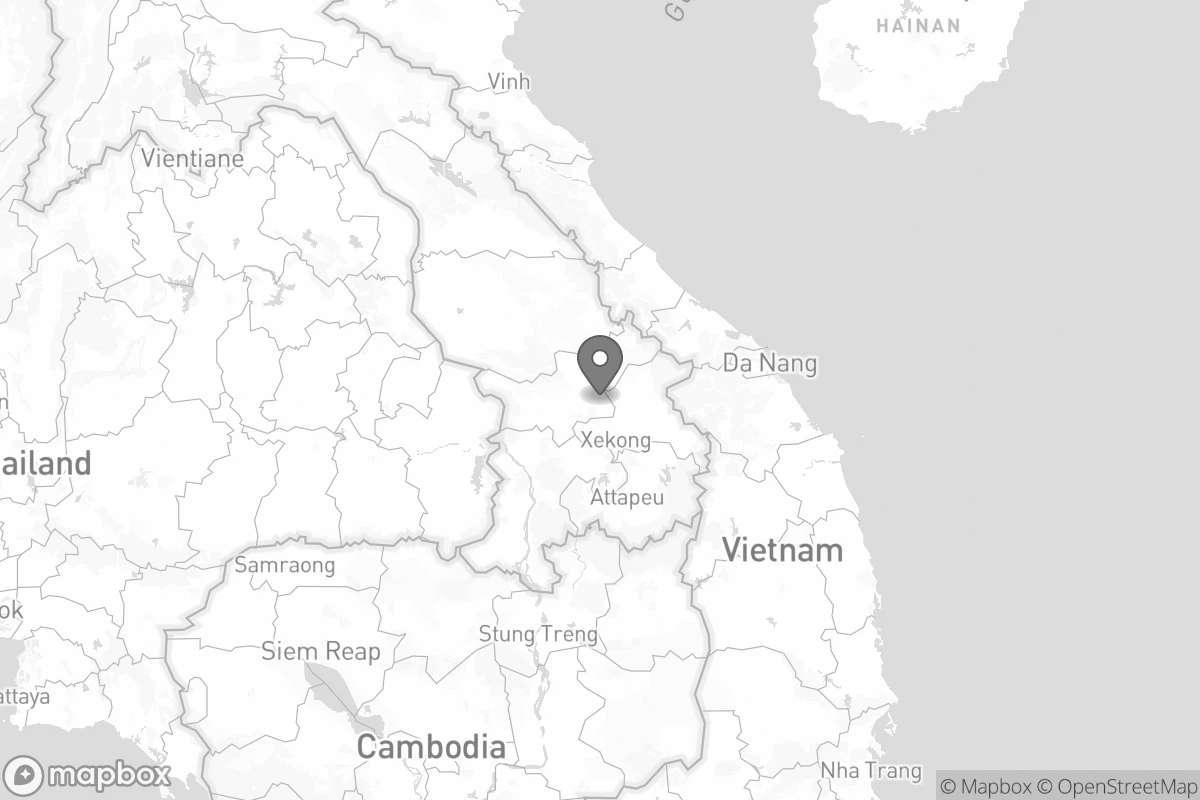 Gu
HAINAN
Vinh
Vientiane
Da Nang
n
ailand
Xekong
Attapeu
Vietnam
Samraong
ok
Stung Treng
Siem Reap
attaya
Cambodia
Nha Trang
mapbox
© Mapbox © OpenStreetMap